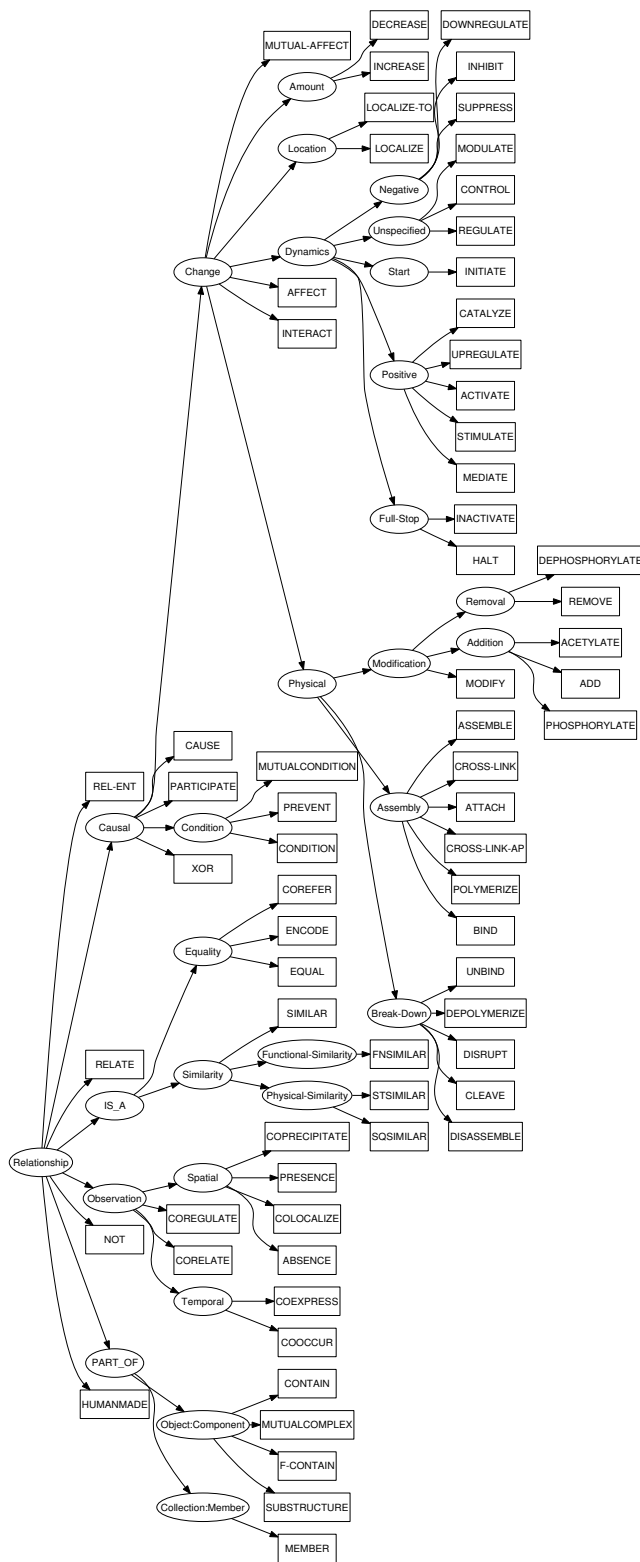 DOWNREGULATE
DECREASE
MUTUAL-AFFECT
INHIBIT
INCREASE
Amount
SUPPRESS
LOCALIZE-TO
MODULATE
Location
LOCALIZE
Negative
CONTROL
Unspecified
REGULATE
Dynamics
Change
Start
INITIATE
AFFECT
CATALYZE
INTERACT
UPREGULATE
Positive
ACTIVATE
STIMULATE
MEDIATE
Full-Stop
INACTIVATE
HALT
DEPHOSPHORYLATE
Removal
REMOVE
Addition
ACETYLATE
Modification
Physical
MODIFY
ADD
PHOSPHORYLATE
ASSEMBLE
CAUSE
MUTUALCONDITION
CROSS-LINK
REL-ENT
PARTICIPATE
Assembly
ATTACH
PREVENT
Causal
Condition
CONDITION
CROSS-LINK-AP
XOR
POLYMERIZE
COREFER
BIND
ENCODE
Equality
EQUAL
UNBIND
SIMILAR
Break-Down
DEPOLYMERIZE
Functional-Similarity
FNSIMILAR
DISRUPT
RELATE
Similarity
STSIMILAR
CLEAVE
IS_A
Physical-Similarity
SQSIMILAR
DISASSEMBLE
COPRECIPITATE
Relationship
Spatial
PRESENCE
Observation
COREGULATE
COLOCALIZE
NOT
CORELATE
ABSENCE
Temporal
COEXPRESS
COOCCUR
PART_OF
CONTAIN
HUMANMADE
Object:Component
MUTUALCOMPLEX
F-CONTAIN
SUBSTRUCTURE
Collection:Member
MEMBER